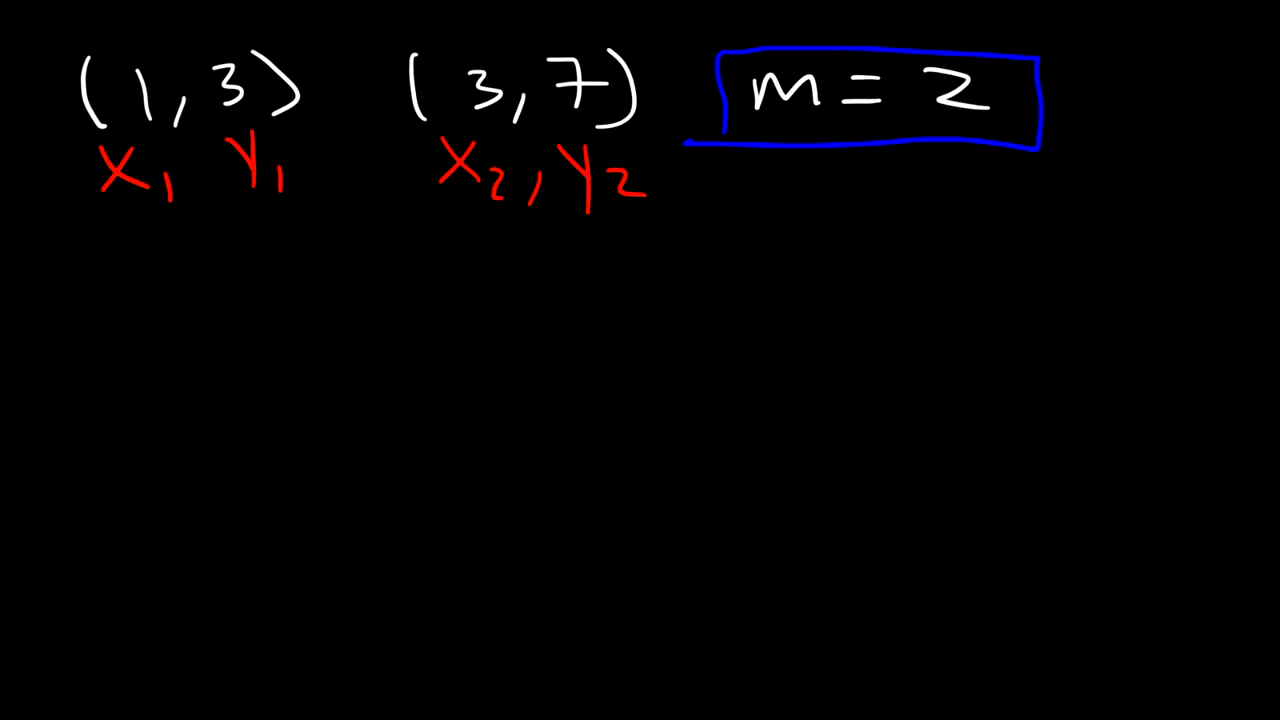 (1, 3) (3, 7) m = 2
x1 y1 x2, y2